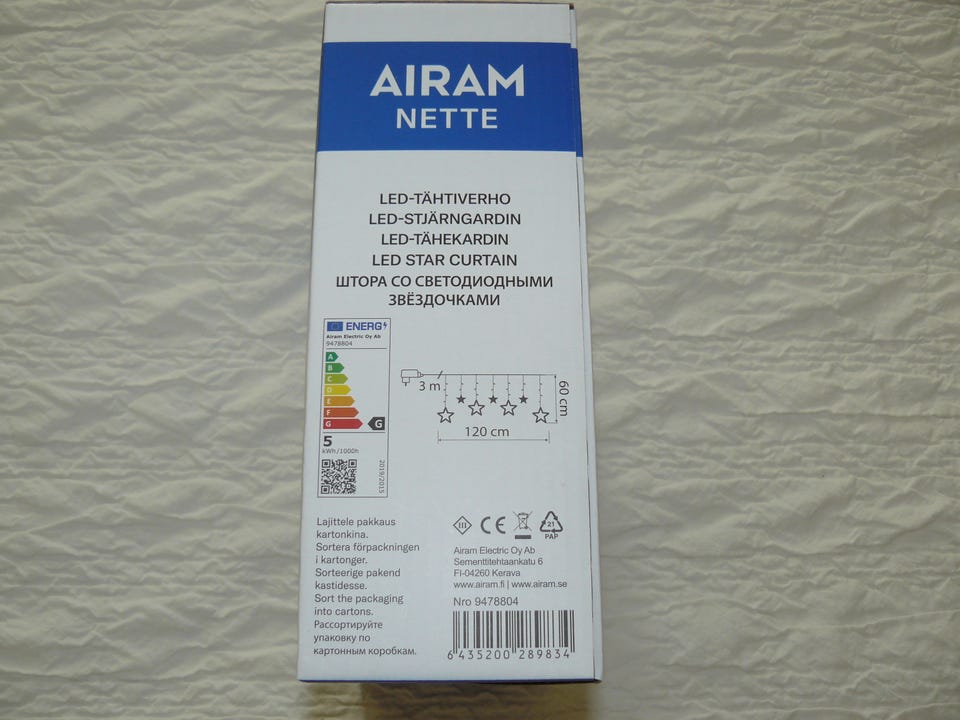 AIRAM
NETTE
LED-TÄHTIVERHO
LED-STJÄRNGARDIN
LED-TÄHEKARDIN
LED STAR CURTAIN
ШТОРА СО СВЕТОДИОДНЫМИ
ЗВЁЗДОЧКАМИ
ENERG
Airam Electric Oy Ab
9478804
A
B
C
D
E
F
G
G
5
kWh/1000h
2019/2015
3 m
60 cm
120 cm
Lajittele pakkaus
kartonkina.
Sortera förpackningen
i kartonger.
Sorteerige pakend
kastidesse.
Sort the packaging
into cartons.
Рассортируйте
упаковку по
картонным коробкам.
III
CE
21
PAP
Airam Electric Oy Ab
Sementtitehtaankatu 6
FI-04260 Kerava
www.airam.fi | www.airam.se
Nro 9478804
6 435200 289834